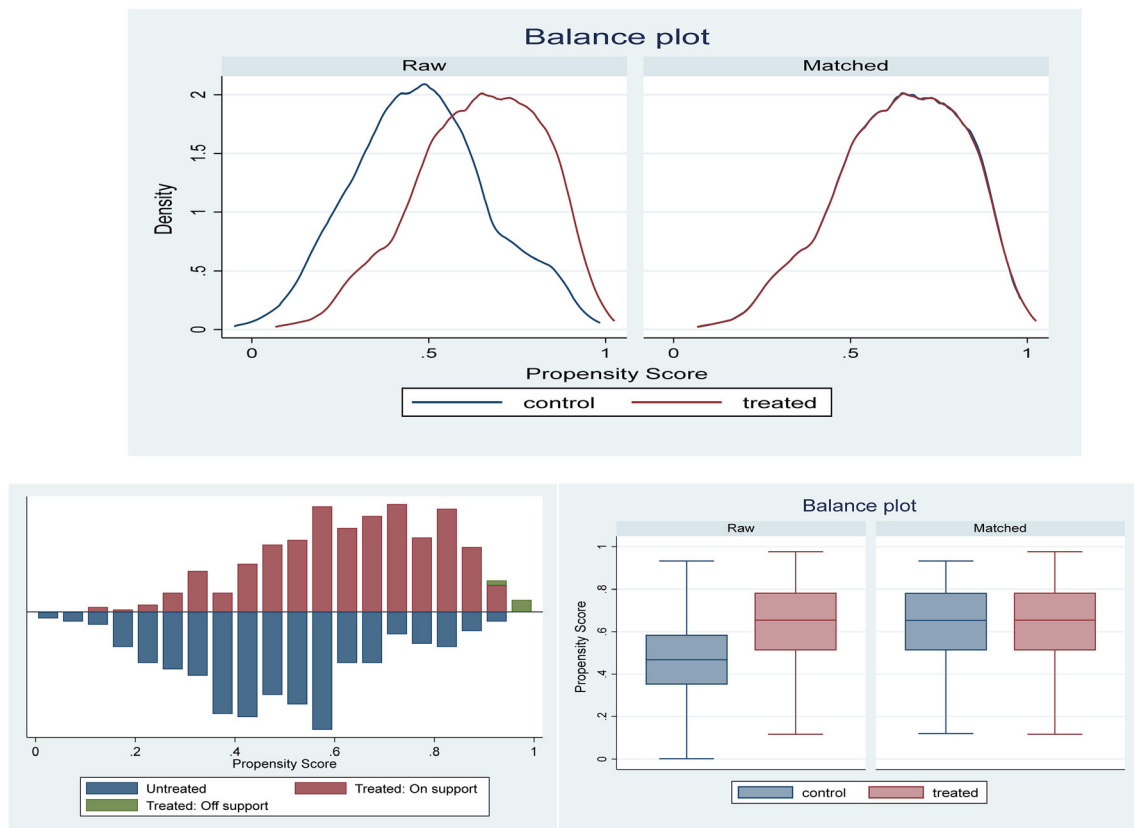 Balance plot
Raw
Matched
Density
0
.5
1
1.5
2
0
.5
1
0
.5
1
Propensity Score
control
treated
0
.2
.4
.6
.8
1
Propensity Score
Untreated
Treated: On support
Treated: Off support
Balance plot
Raw
Matched
Propensity Score
0
.2
.4
.6
.8
1
control
treated